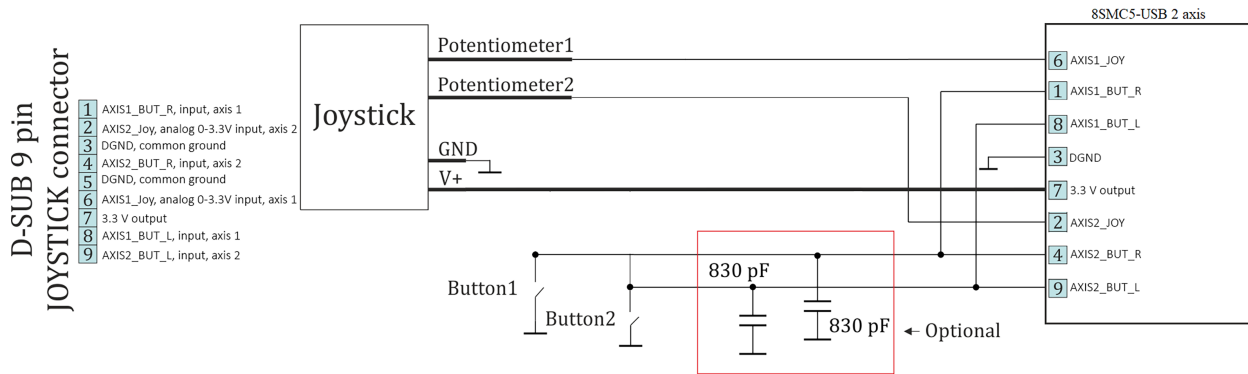 8SMC5-USB 2 axis
D-SUB 9 pin
JOYSTICK connector
1 AXIS1_BUT_R, input, axis 1
2 AXIS2_Joy, analog 0-3.3V input, axis 2
3 DGND, common ground
4 AXIS2_BUT_R, input, axis 2
5 DGND, common ground
6 AXIS1_Joy, analog 0-3.3V input, axis 1
7 3.3 V output
8 AXIS1_BUT_L, input, axis 1
9 AXIS2_BUT_L, input, axis 2
Joystick
Potentiometer1
Potentiometer2
GND
V+
6 AXIS1_JOY
1 AXIS1_BUT_R
8 AXIS1_BUT_L
3 DGND
7 3.3 V output
2 AXIS2_JOY
4 AXIS2_BUT_R
9 AXIS2_BUT_L
Button1
Button2
830 pF
830 pF
Optional